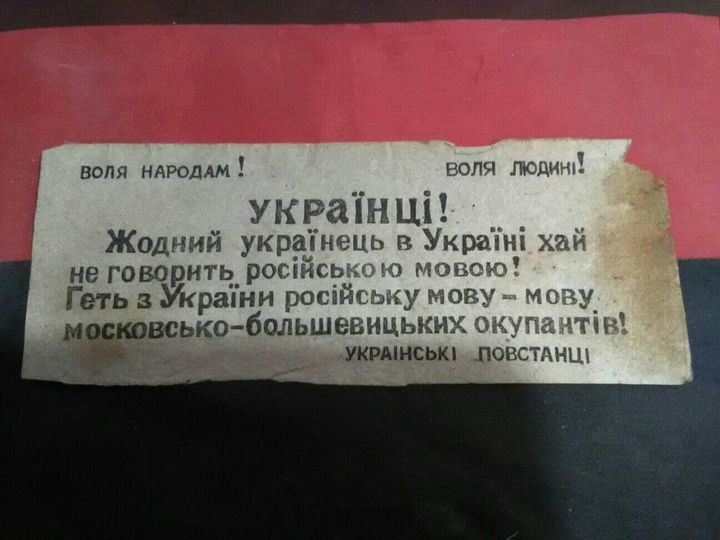 ВОЛЯ НАРОДАМ! ВОЛЯ ЛЮДИНІ!
УКРАЇНЦІ!
Жодний українець в Україні хай
не говорить російською мовою!
Геть з України російську мову – мову
московсько-большевицьких окупантів!
УКРАІНСЬКІ ПОВСТАНЦІ